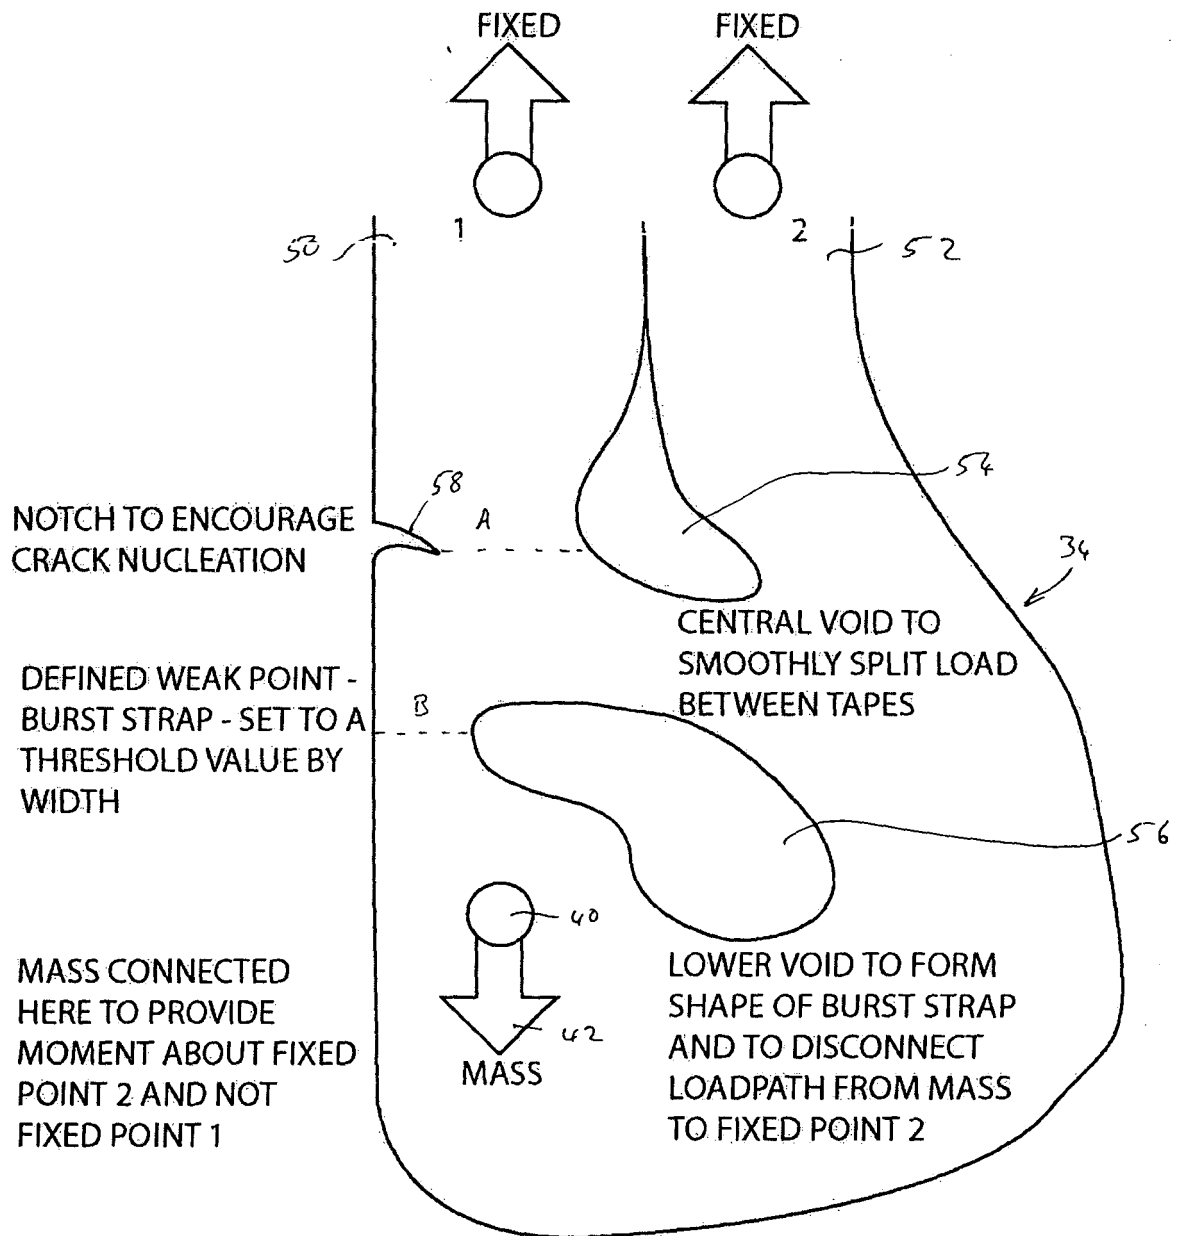 FIXED FIXED
1 2
50 52
54
58
A
NOTCH TO ENCOURAGE
CRACK NUCLEATION
34
CENTRAL VOID TO
SMOOTHLY SPLIT LOAD
BETWEEN TAPES
DEFINED WEAK POINT -
BURST STRAP - SET TO A
THRESHOLD VALUE BY
WIDTH
B
56
40
42
MASS
MASS CONNECTED
HERE TO PROVIDE
MOMENT ABOUT FIXED
POINT 2 AND NOT
FIXED POINT 1
LOWER VOID TO FORM
SHAPE OF BURST STRAP
AND TO DISCONNECT
LOADPATH FROM MASS
TO FIXED POINT 2